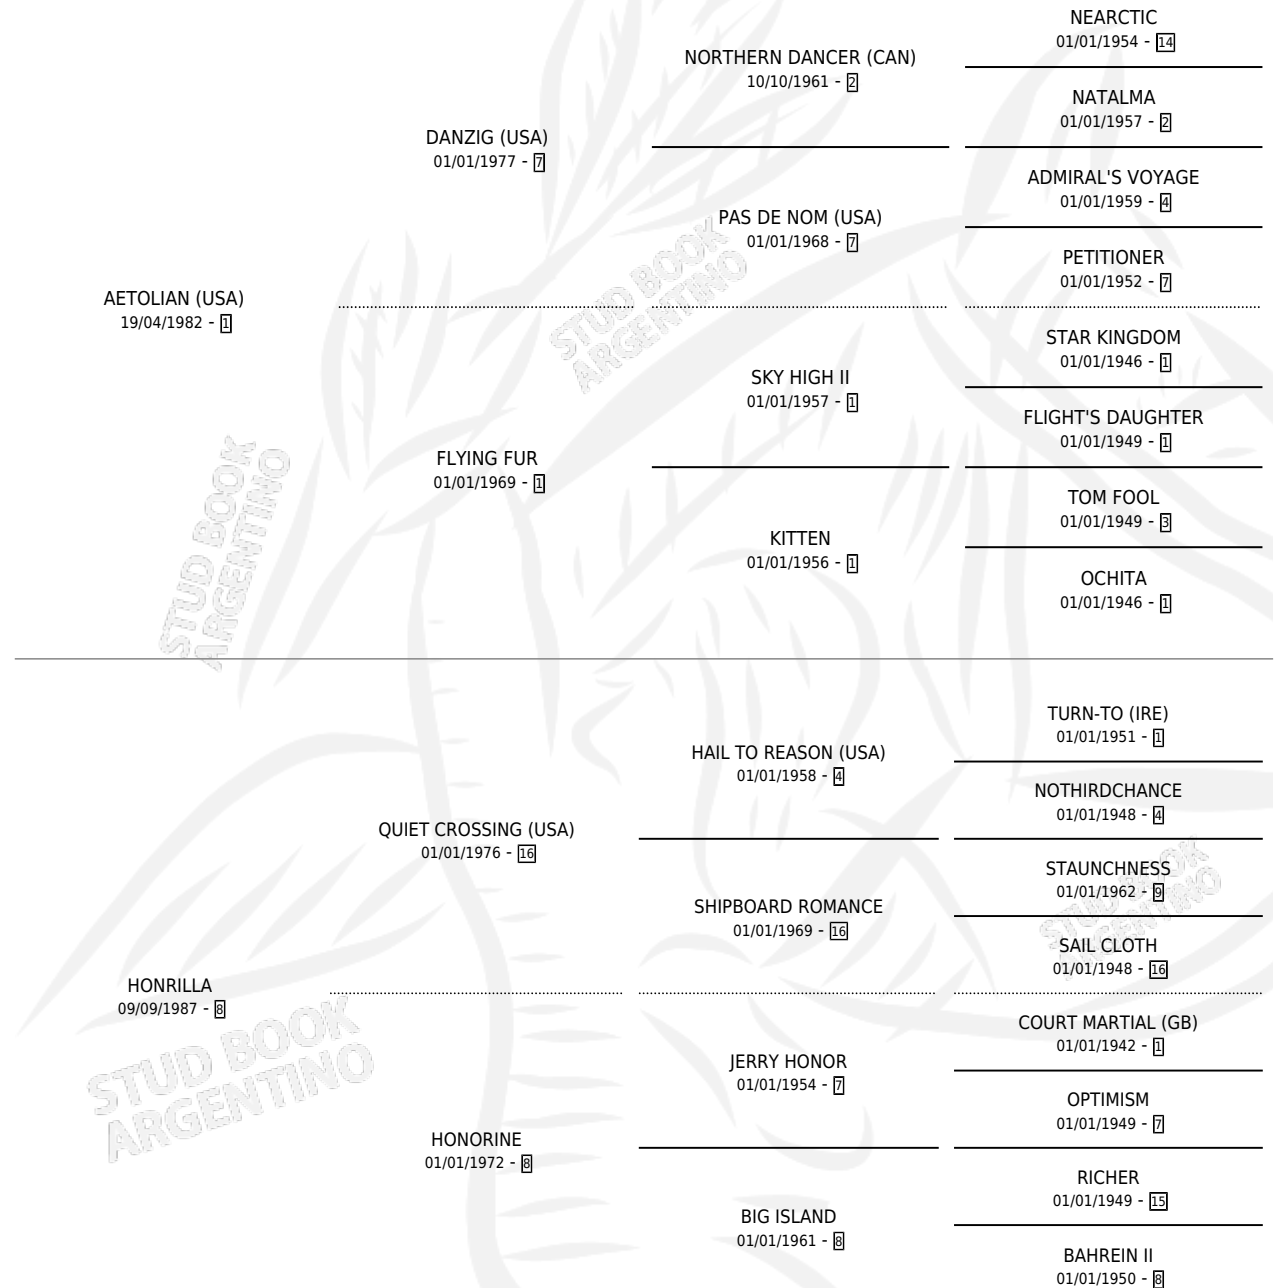 NEARCTIC
01/01/1954 - 14
NORTHERN DANCER (CAN)
10/10/1961 - 2
NATALMA
01/01/1957 - 2
DANZIG (USA)
01/01/1977 - 7
ADMIRAL'S VOYAGE
01/01/1959 - 4
PAS DE NOM (USA)
01/01/1968 - 7
PETITIONER
01/01/1952 - 7
AETOLIAN (USA)
19/04/1982 - 1
STUD BOOK
ARGENTINO
STAR KINGDOM
01/01/1946 - 1
SKY HIGH II
01/01/1957 - 1
FLIGHT'S DAUGHTER
01/01/1949 - 1
FLYING FUR
01/01/1969 - 1
TOM FOOL
01/01/1949 - 3
KITTEN
01/01/1956 - 1
OCHITA
01/01/1946 - 1
STUD BOOK
ARGENTINO
TURN-TO (IRE)
01/01/1951 - 1
HAIL TO REASON (USA)
01/01/1958 - 4
NOTHIRDCHANCE
01/01/1948 - 4
QUIET CROSSING (USA)
01/01/1976 - 16
STAUNCHNESS
01/01/1962 - 9
SHIPBOARD ROMANCE
01/01/1969 - 16
STUD BOOK
ARGENTINO
SAIL CLOTH
01/01/1948 - 16
HONRILLA
09/09/1987 - 8
COURT MARTIAL (GB)
01/01/1942 - 1
JERRY HONOR
01/01/1954 - 7
STUD BOOK
ARGENTINO
OPTIMISM
01/01/1949 - 7
HONORINE
01/01/1972 - 8
RICHER
01/01/1949 - 15
BIG ISLAND
01/01/1961 - 8
BAHREIN II
01/01/1950 - 8